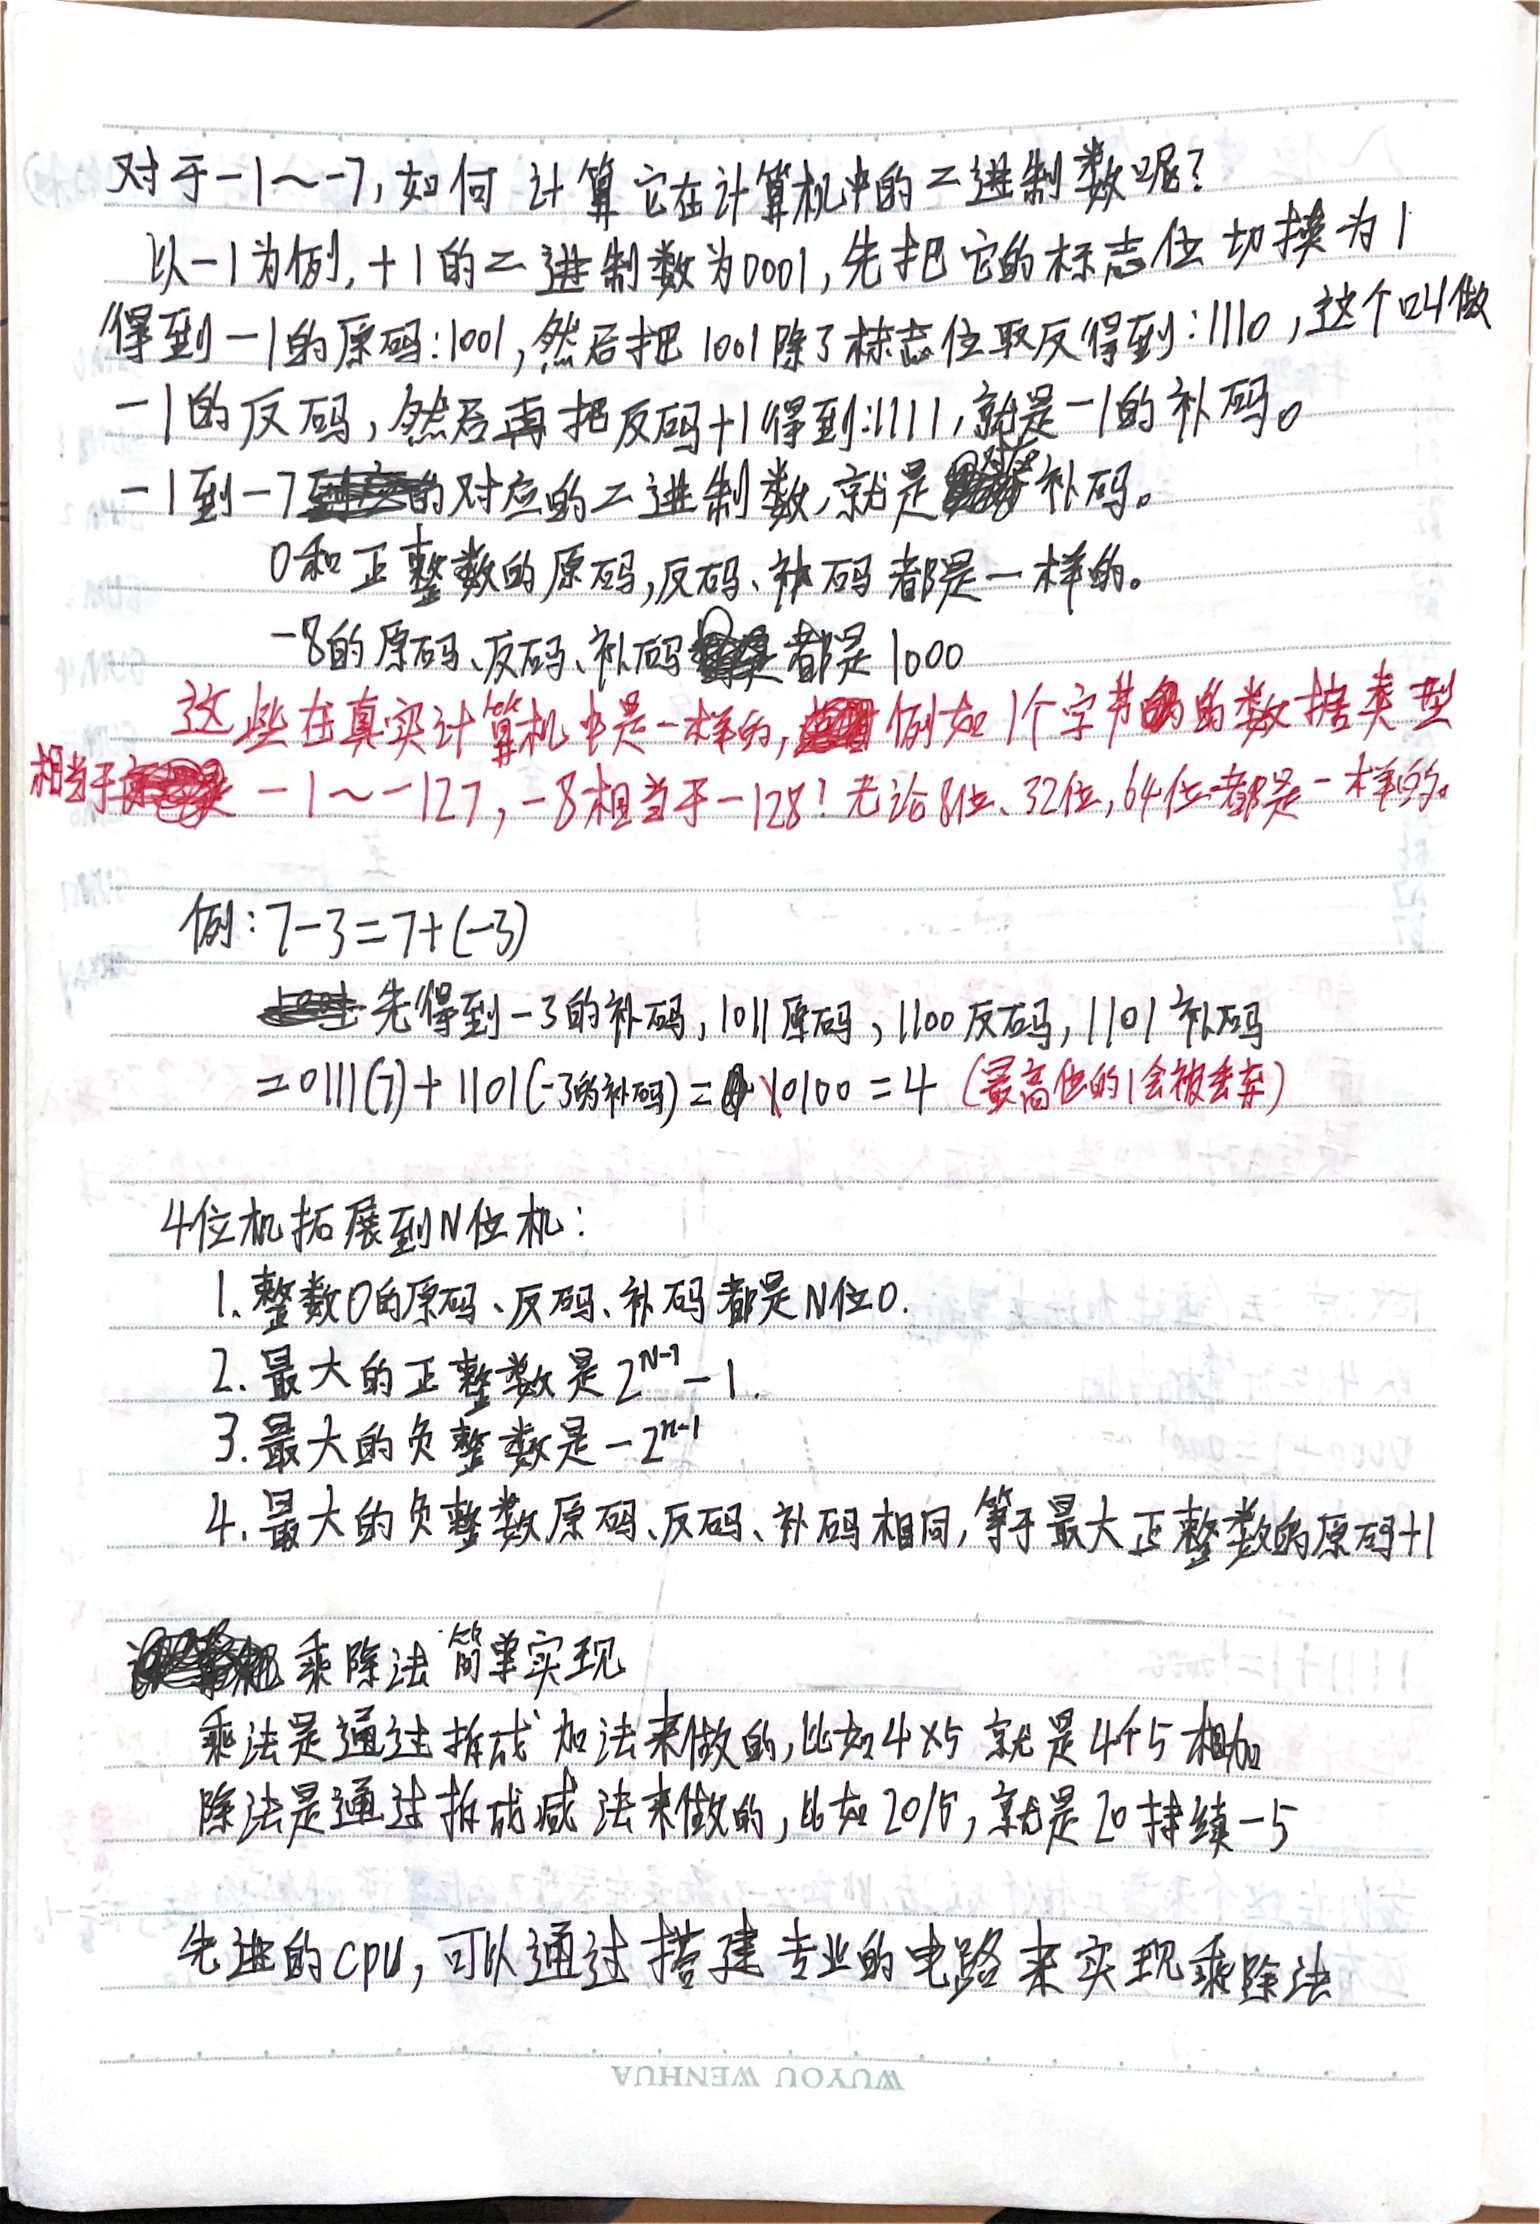 对于-1～-7,如何计算它在计算机中的二进制数呢?
以-1为例,+1的二进制数为0001,先把它的标志位切换为1
得到-1的原码:1001,然后把1001除了标志位取反得到:1110,这个叫做
-1的反码,然后再把反码+1得到:1111,就是-1的补码。
-1到-7对应的二进制数,就是补码。
0和正整数的原码,反码、补码都是一样的。
-8的原码、反码、补码都是1000
这些在真实计算机中是一样的,例如1个字节的数据类型
相当于-1～-127,-8相当于-128!无论8位、32位,64位都是一样的。
例:7-3=7+(-3)
先得到-3的补码,1011原码,1100反码,1101补码
=0111(7)+1101(-3的补码)=10100=4(最高位的1会被丢弃)
4位机拓展到N位机:
1.整数0的原码、反码、补码都是N位0.
2.最大的正整数是2^{N-1}-1.
3.最大的负整数是-2^{n-1}
4.最大的负整数原码、反码、补码相同,等于最大正整数的原码+1
乘除法简单实现
乘法是通过拆成加法来做的,比如4×5就是4个5相加
除法是通过拆成减法来做的,比如20/5,就是20持续-5
先进的CPU,可以通过搭建专业的电路来实现乘除法
WUYOU WENHUA